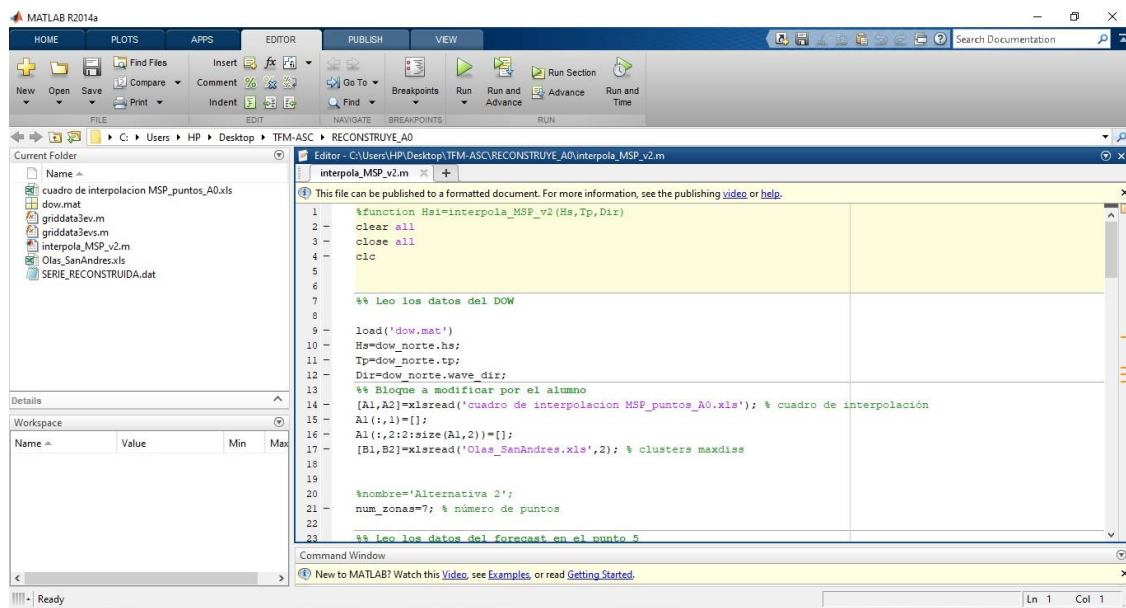 MATLAB R2014a
HOME PLOTS APPS EDITOR PUBLISH VIEW
Search Documentation
New Open Save
Find Files
Compare
Print
Insert fx
Comment %
Indent
Go To
Find
Breakpoints
Run
Run and Advance
Run Section
Advance
Run and Time
FILE EDIT NAVIGATE BREAKPOINTS RUN
C: Users HP Desktop TFM-ASC RECONSTRUYE_A0
Current Folder
Name
cuadro de interpolacion MSP_puntos_A0.xls
dow.mat
griddata3ev.m
griddata3evs.m
interpola_MSP_v2.m
Olas_SanAndres.xls
SERIE_RECONSTRUIDA.dat
Details
Workspace
Name Value Min Max
Editor - C:\Users\HP\Desktop\TFM-ASC\RECONSTRUYE_A0\interpola_MSP_v2.m
interpola_MSP_v2.m
This file can be published to a formatted document. For more information, see the publishing video or help.
1 %function Hsi=interpola_MSP_v2(Hs,Tp,Dir)
2 - clear all
3 - close all
4 - clc
5
6
7 %% Leo los datos del DOW
8
9 - load('dow.mat')
10 - Hs=dow_norte.hs;
11 - Tp=dow_norte.tp;
12 - Dir=dow_norte.wave_dir;
13 %% Bloque a modificar por el alumno
14 - [A1,A2]=xlsread('cuadro de interpolacion MSP_puntos_A0.xls'); % cuadro de interpolación
15 - A1(:,1)=[];
16 - A1(:,2:2:size(A1,2))=[];
17 - [B1,B2]=xlsread('Olas_SanAndres.xls',2); % clusters maxdiss
18
19
20 %nombre='Alternativa 2';
21 - num_zonas=7; % número de puntos
22
23 %% Leo los datos del forecast en el punto 5
Command Window
New to MATLAB? Watch this Video, see Examples, or read Getting Started.
Ready
Ln 1 Col 1